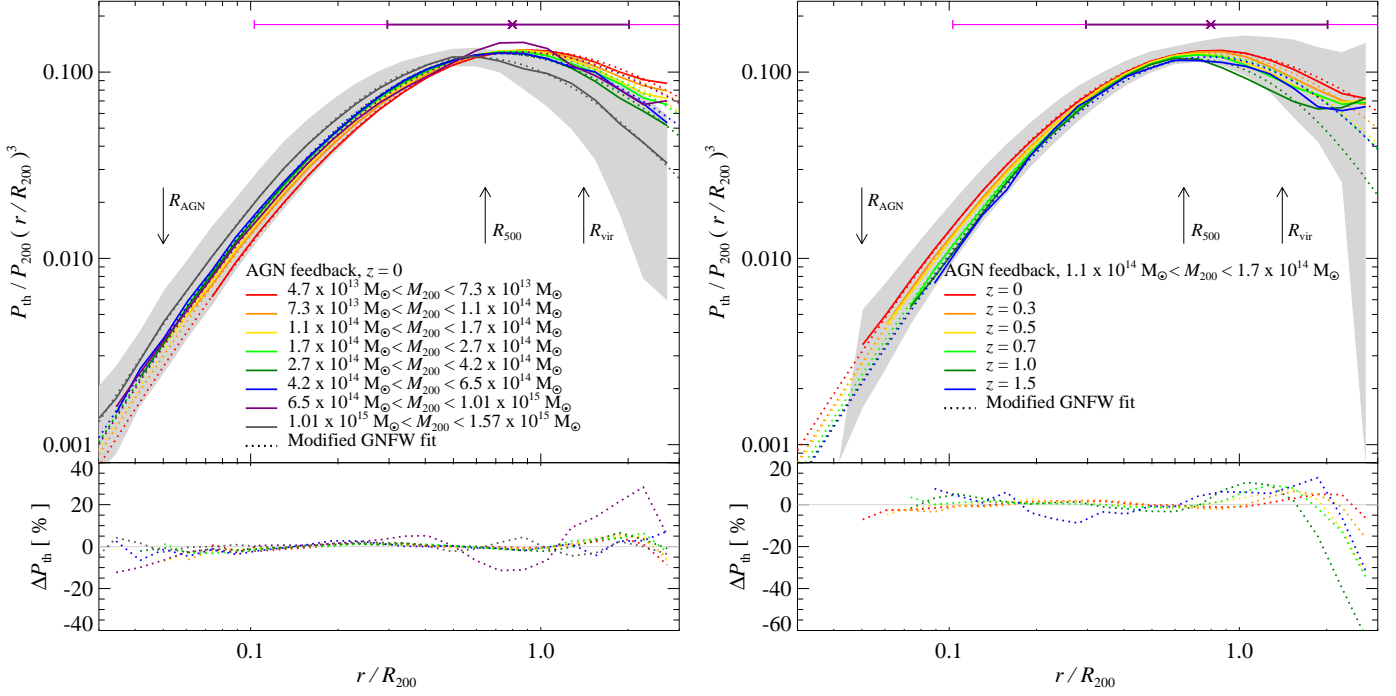 P_th / P_200 ( r / R_200 )^3
0.100
0.010
0.001
R_AGN
R_500
R_vir
AGN feedback, z = 0
4.7 x 10^13 M_⊙ < M_200 < 7.3 x 10^13 M_⊙
7.3 x 10^13 M_⊙ < M_200 < 1.1 x 10^14 M_⊙
1.1 x 10^14 M_⊙ < M_200 < 1.7 x 10^14 M_⊙
1.7 x 10^14 M_⊙ < M_200 < 2.7 x 10^14 M_⊙
2.7 x 10^14 M_⊙ < M_200 < 4.2 x 10^14 M_⊙
4.2 x 10^14 M_⊙ < M_200 < 6.5 x 10^14 M_⊙
6.5 x 10^14 M_⊙ < M_200 < 1.01 x 10^15 M_⊙
1.01 x 10^15 M_⊙ < M_200 < 1.57 x 10^15 M_⊙
Modified GNFW fit
ΔP_th [ % ]
40
20
0
-20
-40
0.1
1.0
r / R_200
P_th / P_200 ( r / R_200 )^3
0.100
0.010
0.001
R_AGN
R_500
R_vir
AGN feedback, 1.1 x 10^14 M_⊙ < M_200 < 1.7 x 10^14 M_⊙
z = 0
z = 0.3
z = 0.5
z = 0.7
z = 1.0
z = 1.5
Modified GNFW fit
ΔP_th [ % ]
20
0
-20
-40
-60
0.1
1.0
r / R_200